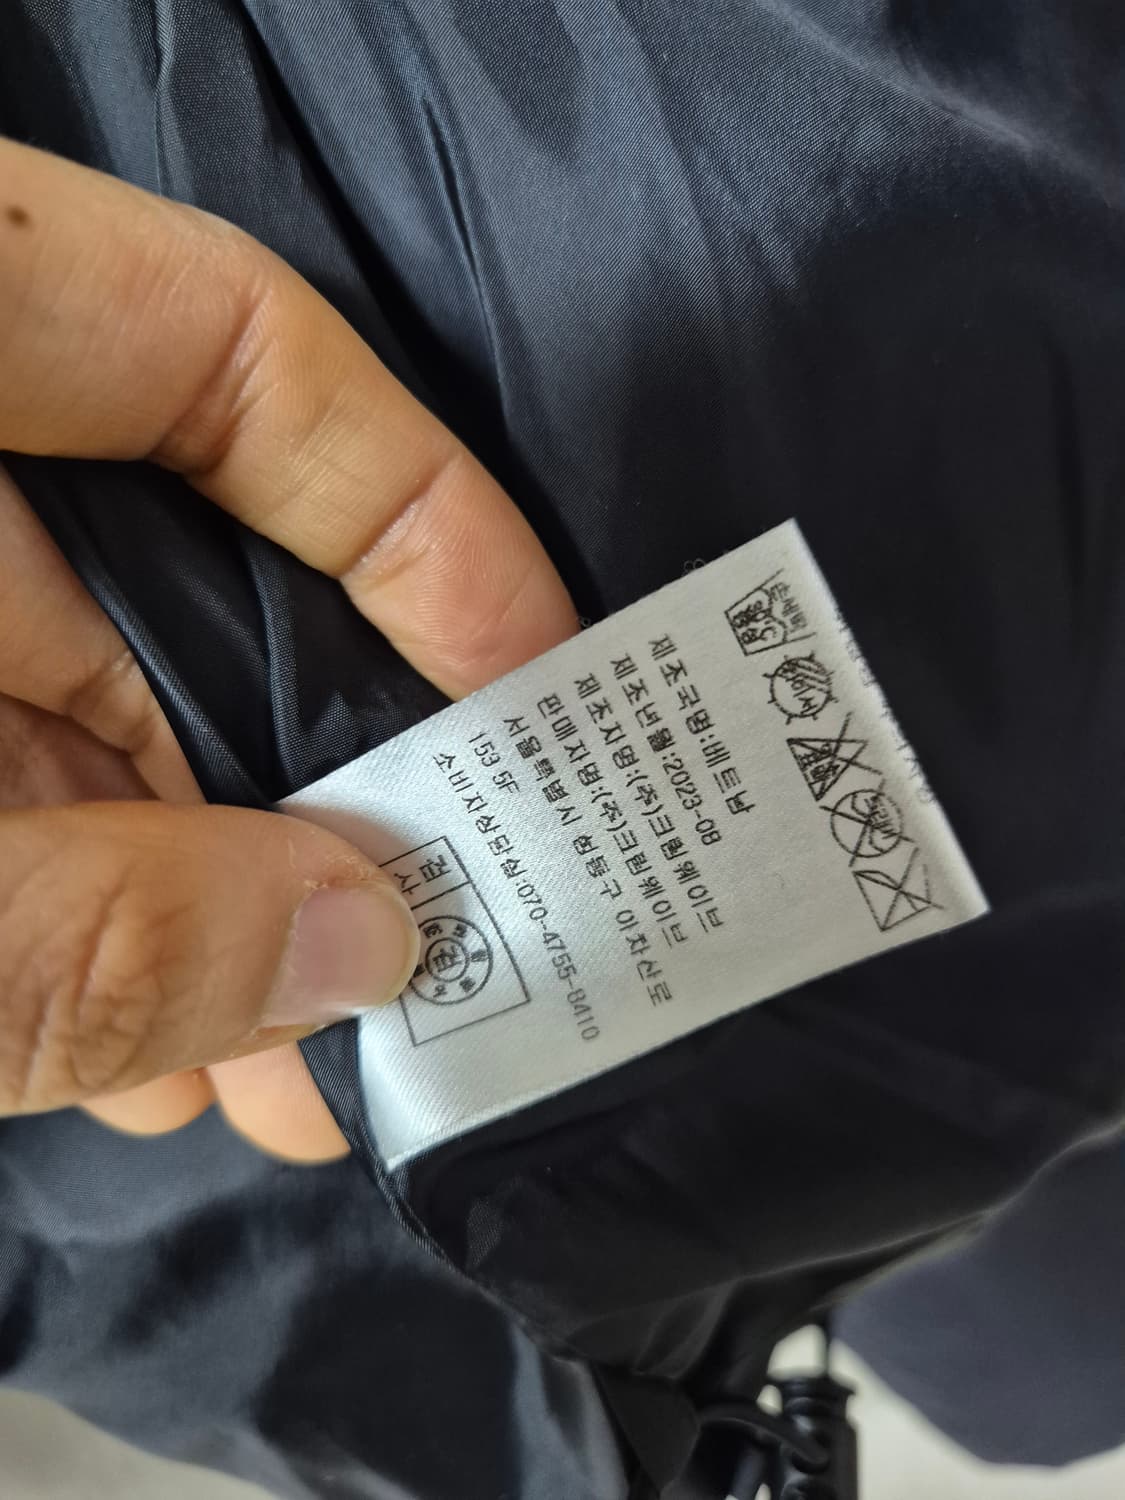 제조국명:베트남
제조년월:2023-08
제조자명:(주)크림웨이브
판매자명:(주)크림웨이브
서울특별시 성동구 아차산로
153 5F
소비자상담실:070-4755-8410
검
사